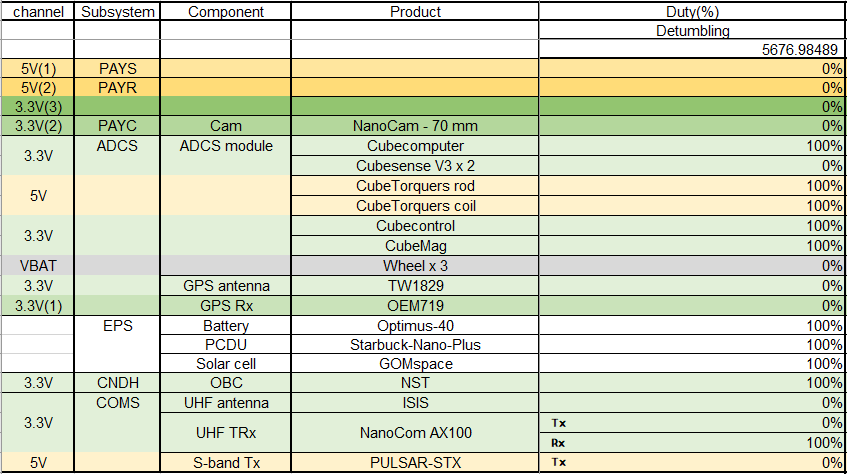 channel Subsystem Component Product Duty(%)
Detumbling
5676.98489
5V(1) PAYS 0%
5V(2) PAYR 0%
3.3V(3) 0%
3.3V(2) PAYC Cam NanoCam - 70 mm 0%
3.3V ADCS ADCS module Cubecomputer 100%
Cubesense V3 x 2 0%
5V CubeTorquers rod 100%
CubeTorquers coil 100%
3.3V Cubecontrol 100%
CubeMag 100%
VBAT Wheel x 3 0%
3.3V GPS antenna TW1829 0%
3.3V(1) GPS Rx OEM719 0%
EPS Battery Optimus-40 100%
PCDU Starbuck-Nano-Plus 100%
Solar cell GOMspace 100%
3.3V CNDH OBC NST 100%
3.3V COMS UHF antenna ISIS 0%
UHF TRx NanoCom AX100 Tx 0%
Rx 100%
5V S-band Tx PULSAR-STX Tx 0%